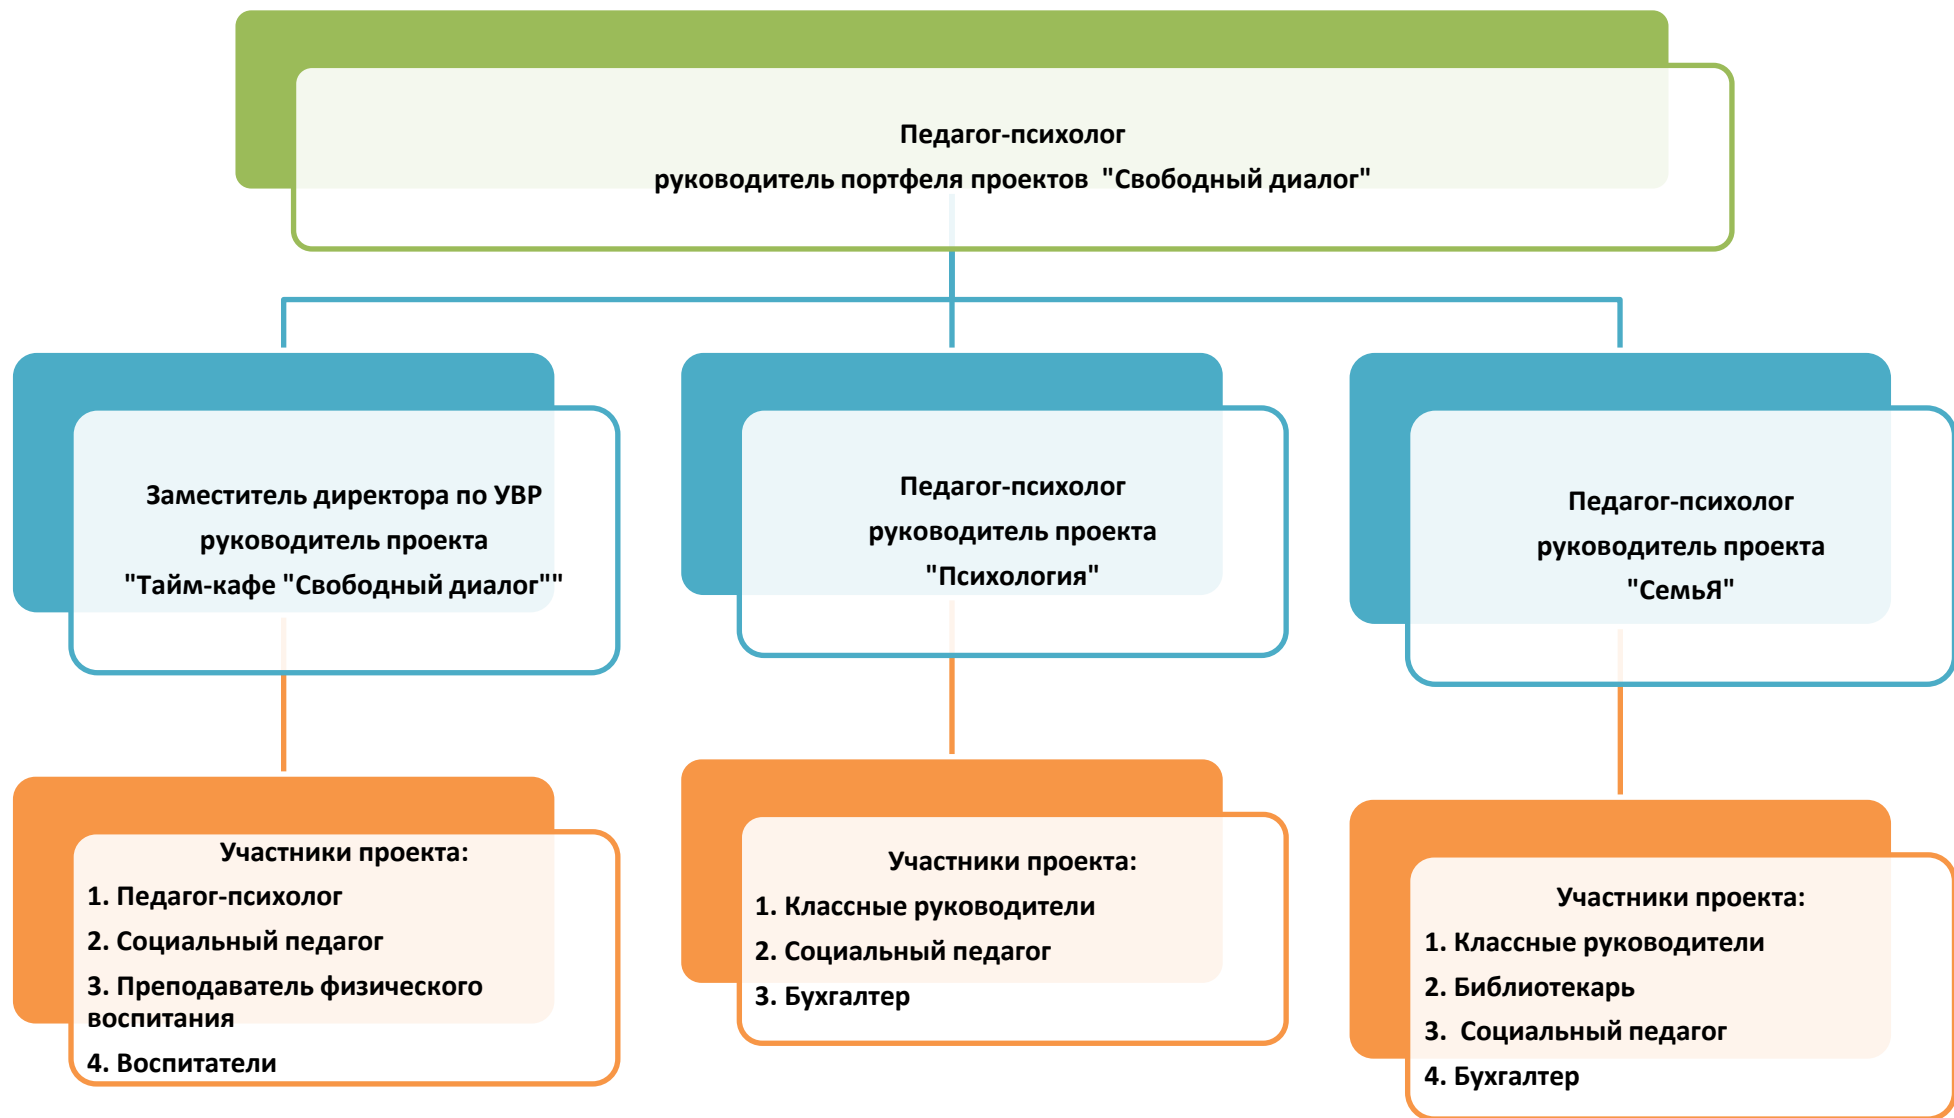 Педагог-психолог
руководитель портфеля проектов "Свободный диалог"
Заместитель директора по УВР
руководитель проекта
"Тайм-кафе "Свободный диалог""
Педагог-психолог
руководитель проекта
"Психология"
Педагог-психолог
руководитель проекта
"СемьЯ"
Участники проекта:
1. Педагог-психолог
2. Социальный педагог
3. Преподаватель физического
воспитания
4. Воспитатели
Участники проекта:
1. Классные руководители
2. Социальный педагог
3. Бухгалтер
Участники проекта:
1. Классные руководители
2. Библиотекарь
3. Социальный педагог
4. Бухгалтер